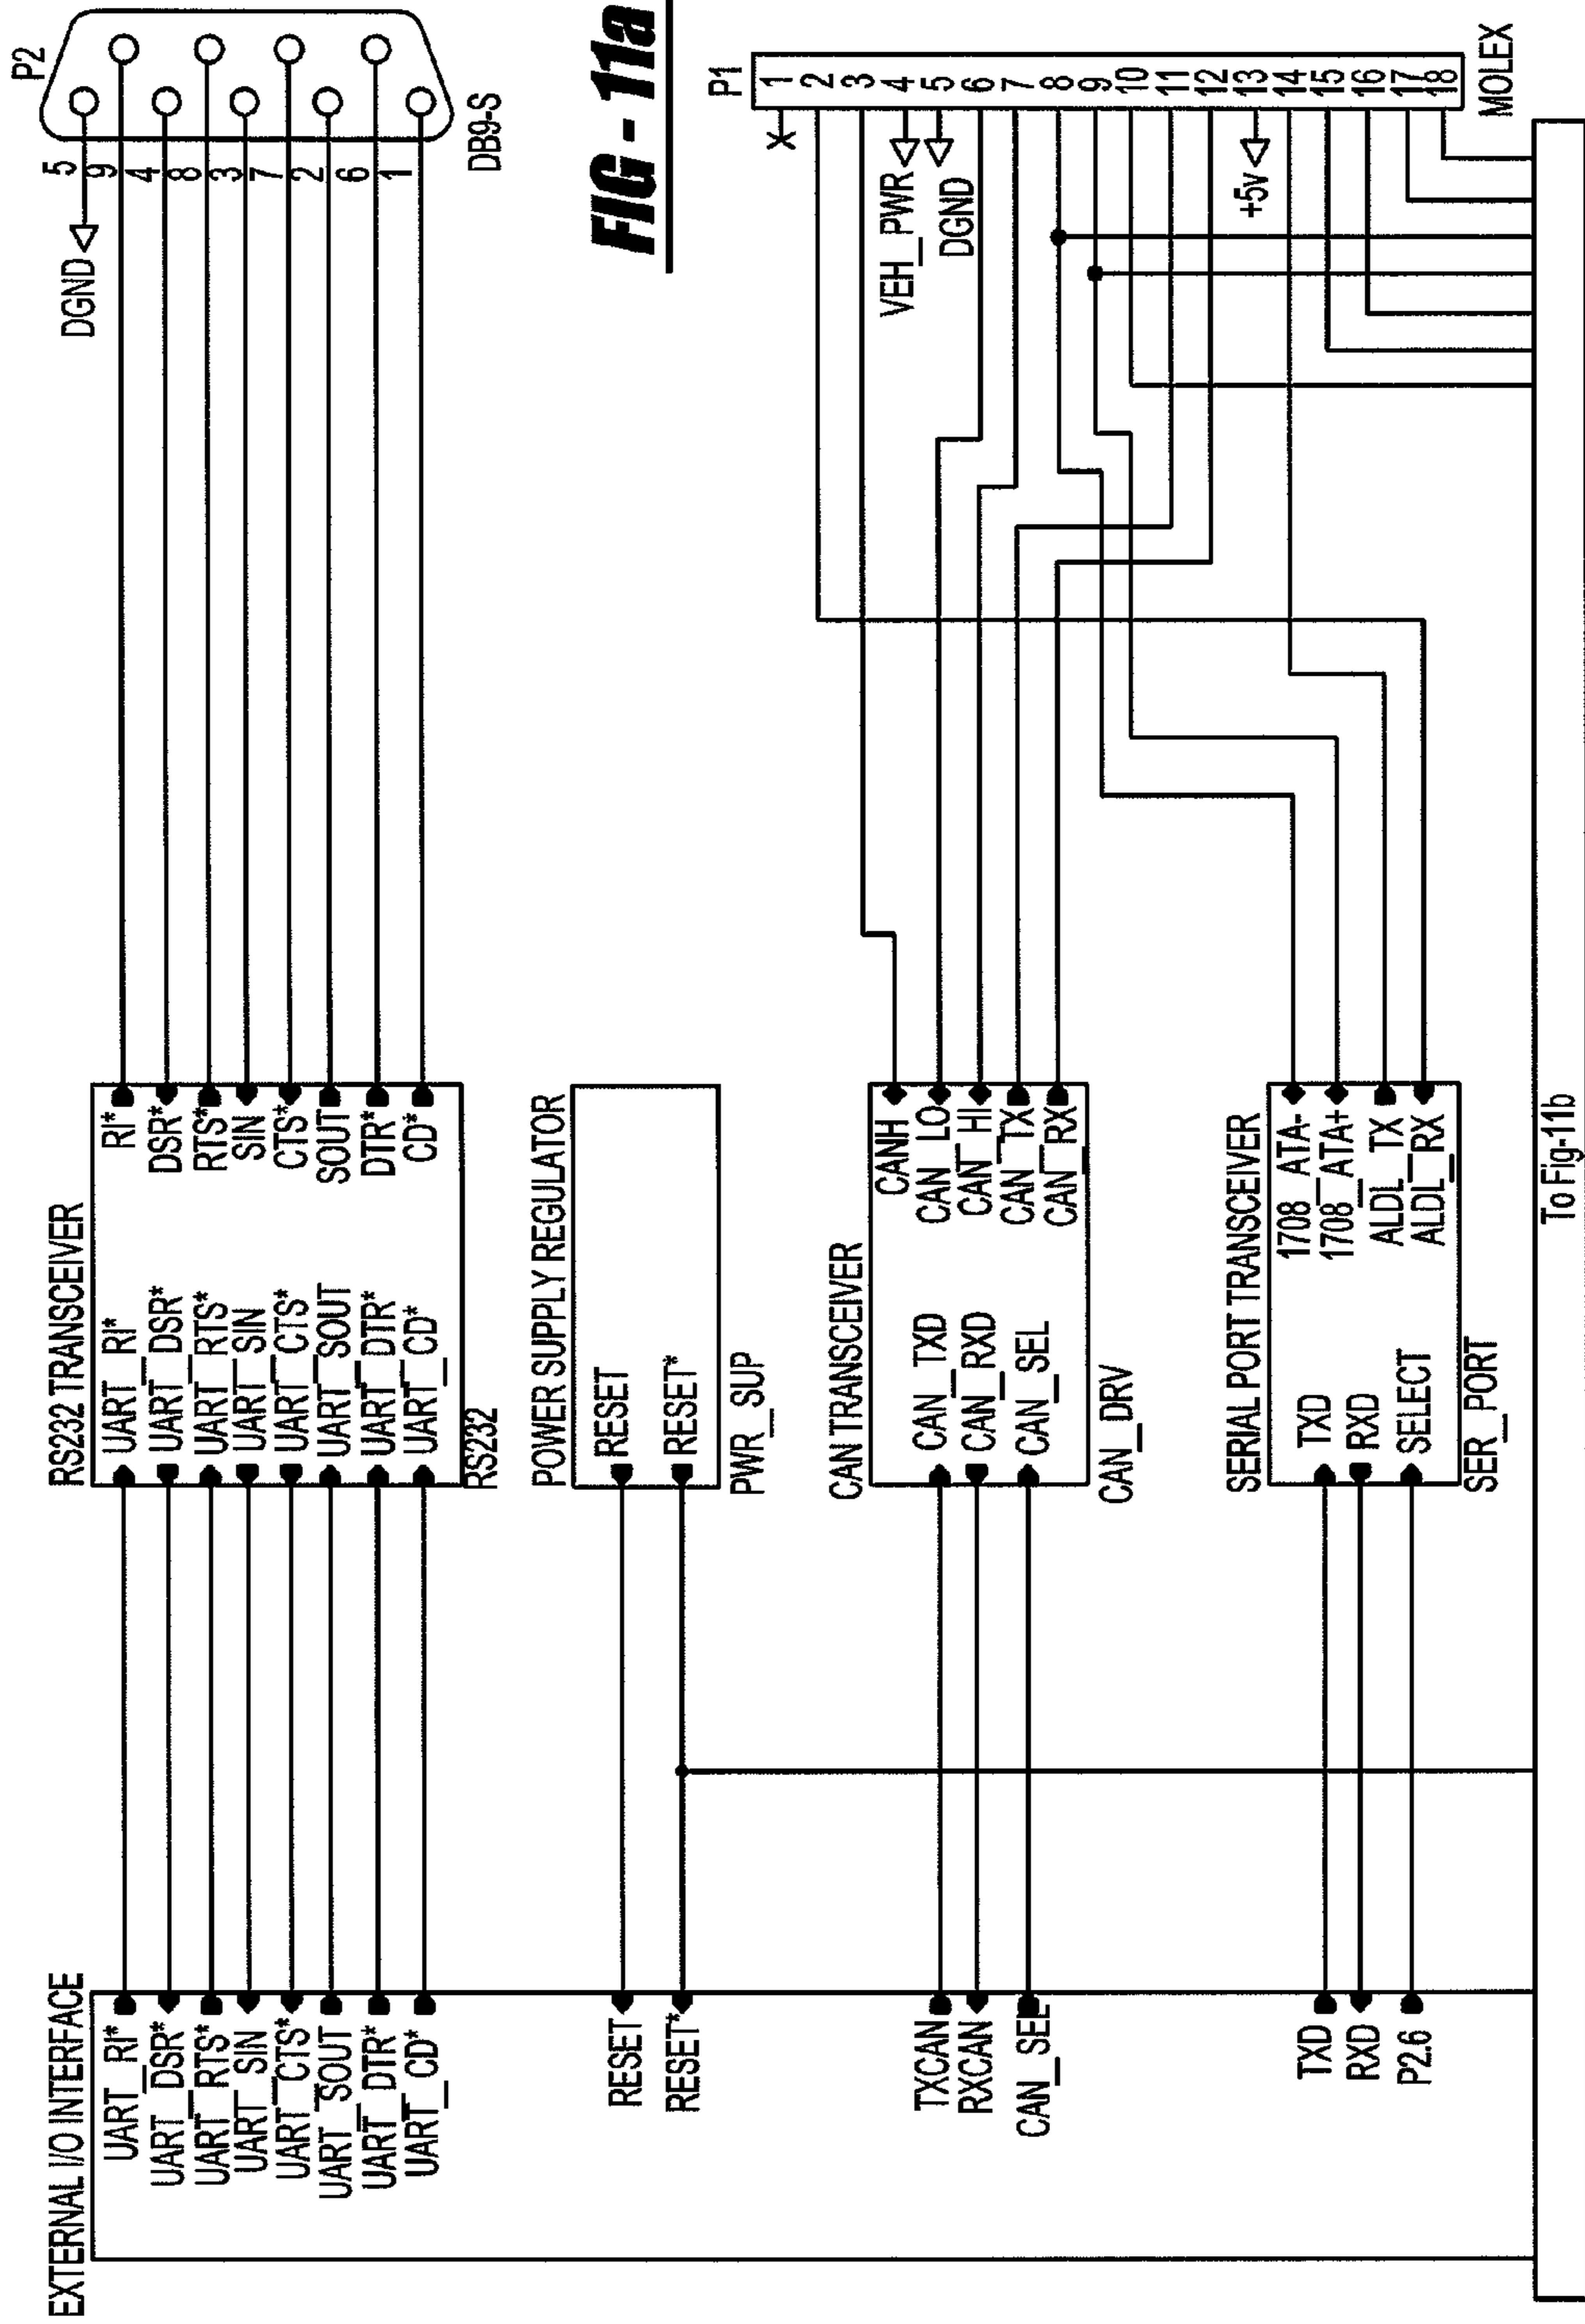 EXTERNAL I/O INTERFACE
UART_RI*
UART_DSR*
UART_RTS*
UART_SIN
UART_CTS*
UART_SOUT
UART_DTR*
UART_CD*
RESET
RESET*
TXCAN
RXCAN
CAN_SEL
TXD
RXD
P2.6
RS232 TRANSCEIVER
UART_RI* RI*
UART_DSR* DSR*
UART_RTS* RTS*
UART_SIN SIN
UART_CTS* CTS*
UART_SOUT SOUT
UART_DTR* DTR*
UART_CD* CD*
RS232
POWER SUPPLY REGULATOR
RESET
RESET*
PWR_SUP
CAN TRANSCEIVER
CANH
CAN_TXD CAN_LO
CAN_RXD CAN_HI
CAN_SEL CAN_TX
CAN_RX
CAN_DRV
SERIAL PORT TRANSCEIVER
1708_ATA-
TXD 1708_ATA+
RXD ALDL_TX
SELECT ALDL_RX
SER_PORT
P2
DGND 5
9
4
8
3
7
2
6
1
DB9-S
FIG - 11a
P1
X 1
2
3
VEH_PWR 4
DGND 5
6
7
8
9
10
11
12
+5v 13
14
15
16
17
18
MOLEX
To Fig-11b